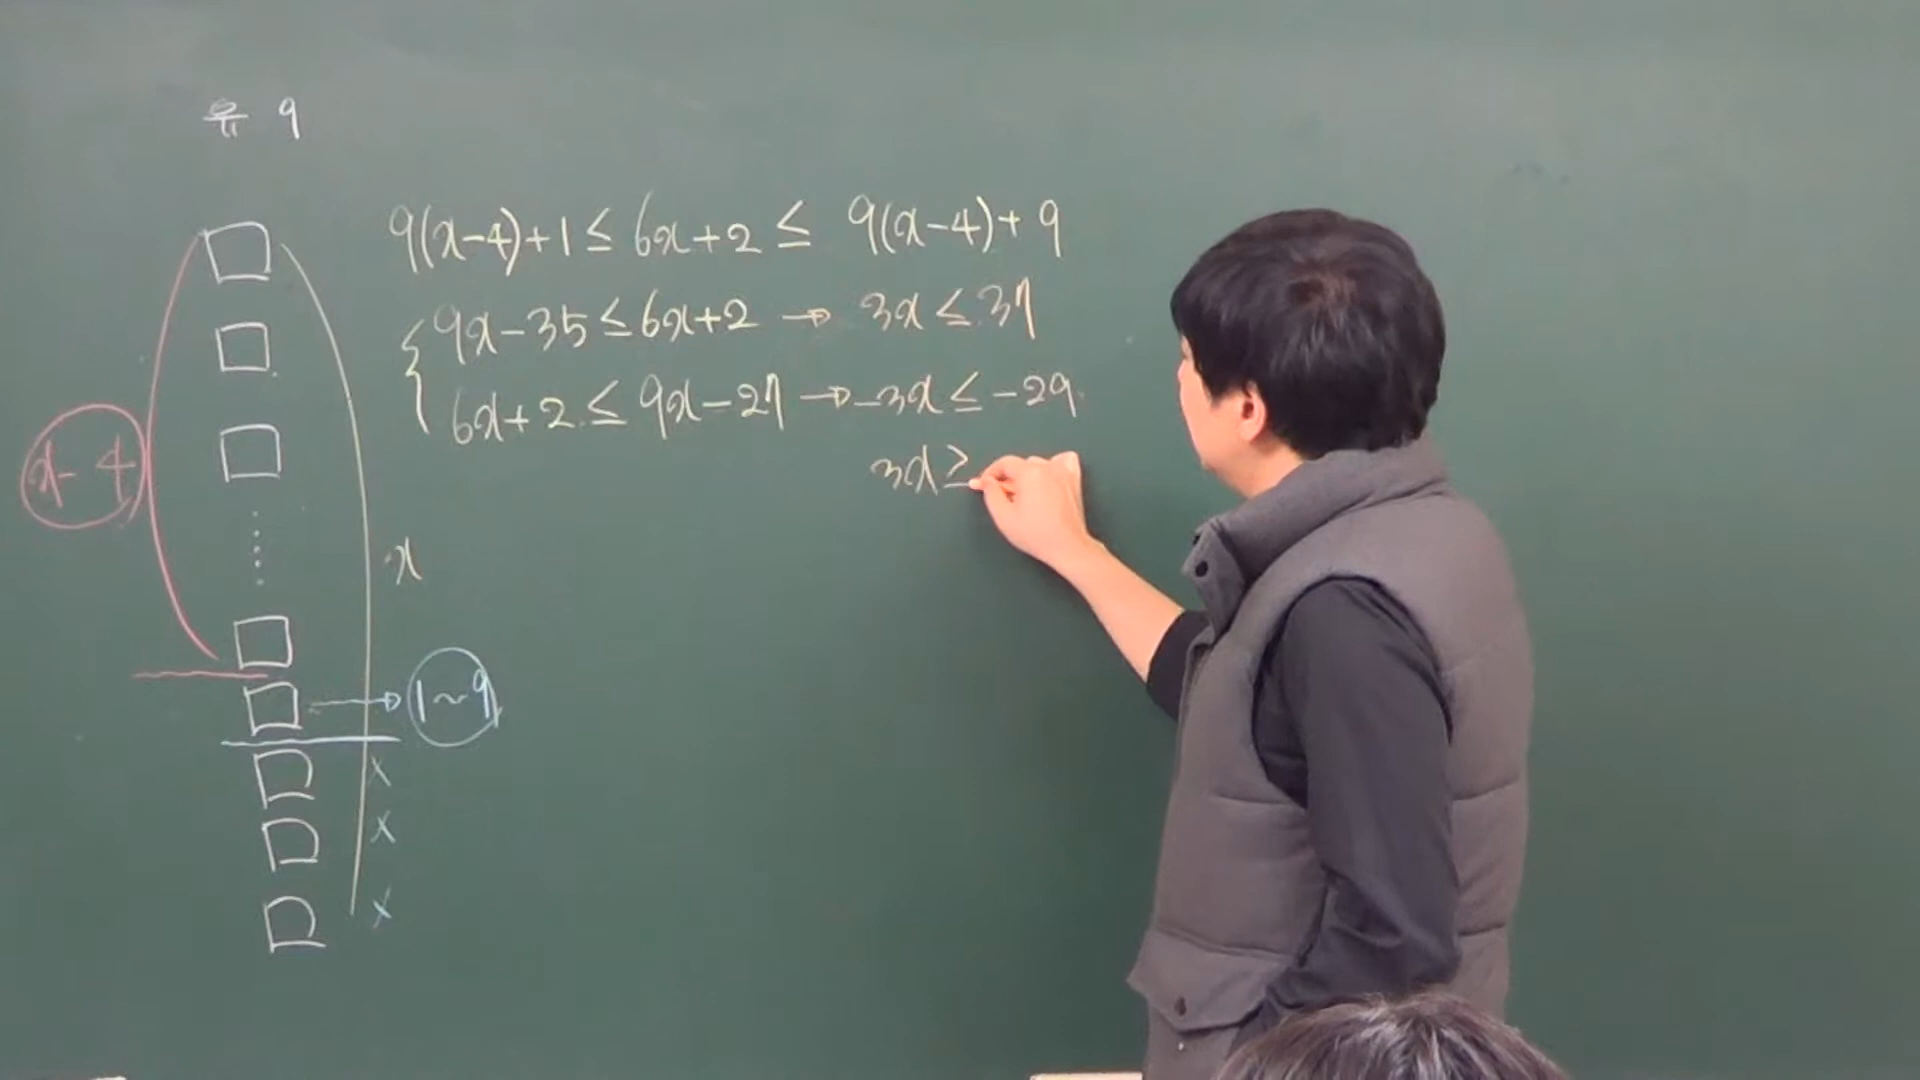 유 9
9(x-4)+1 ≤ 6x+2 ≤ 9(x-4)+9
9x-35 ≤ 6x+2 → 3x ≤ 37
6x+2 ≤ 9x-27 → -3x ≤ -29
3x ≥
x-4
x
1~9
x
x
x